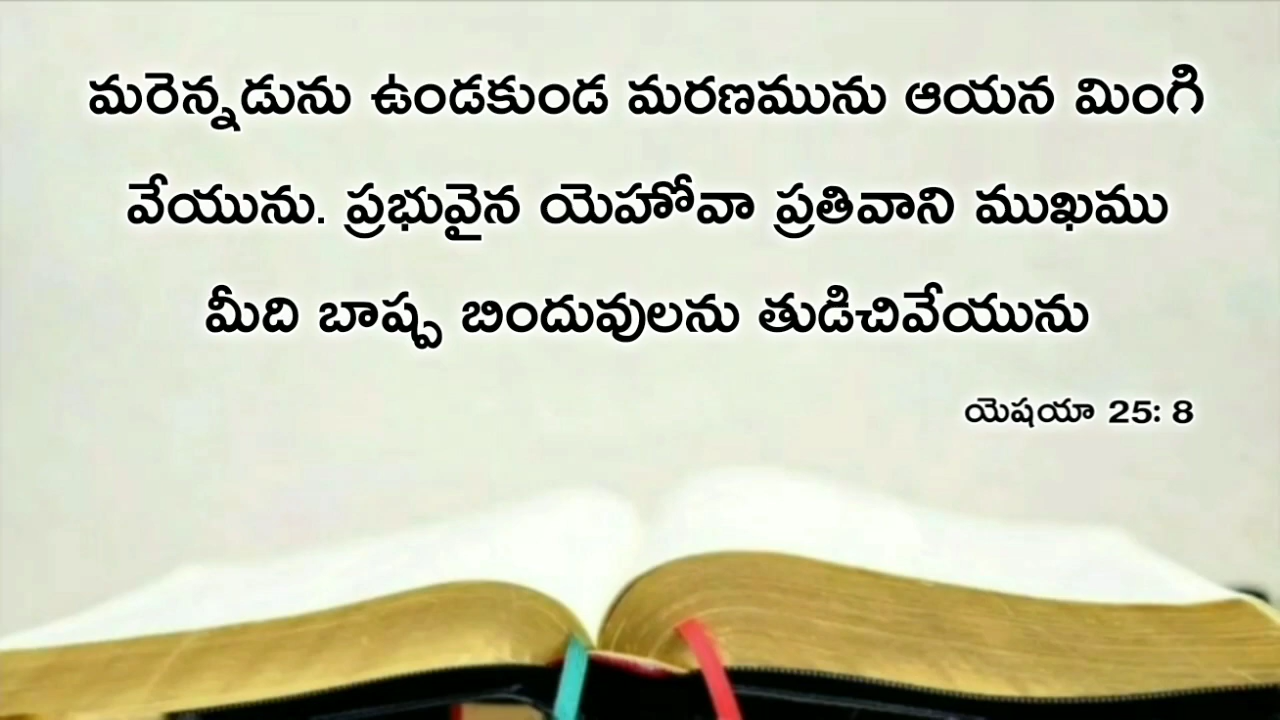 మరెన్నడును ఉండకుండ మరణమును ఆయన మింగి
వేయును. ప్రభువైన యెహోవా ప్రతివాని ముఖము
మీది బాష్ప బిందువులను తుడిచివేయును
యెషయా 25: 8